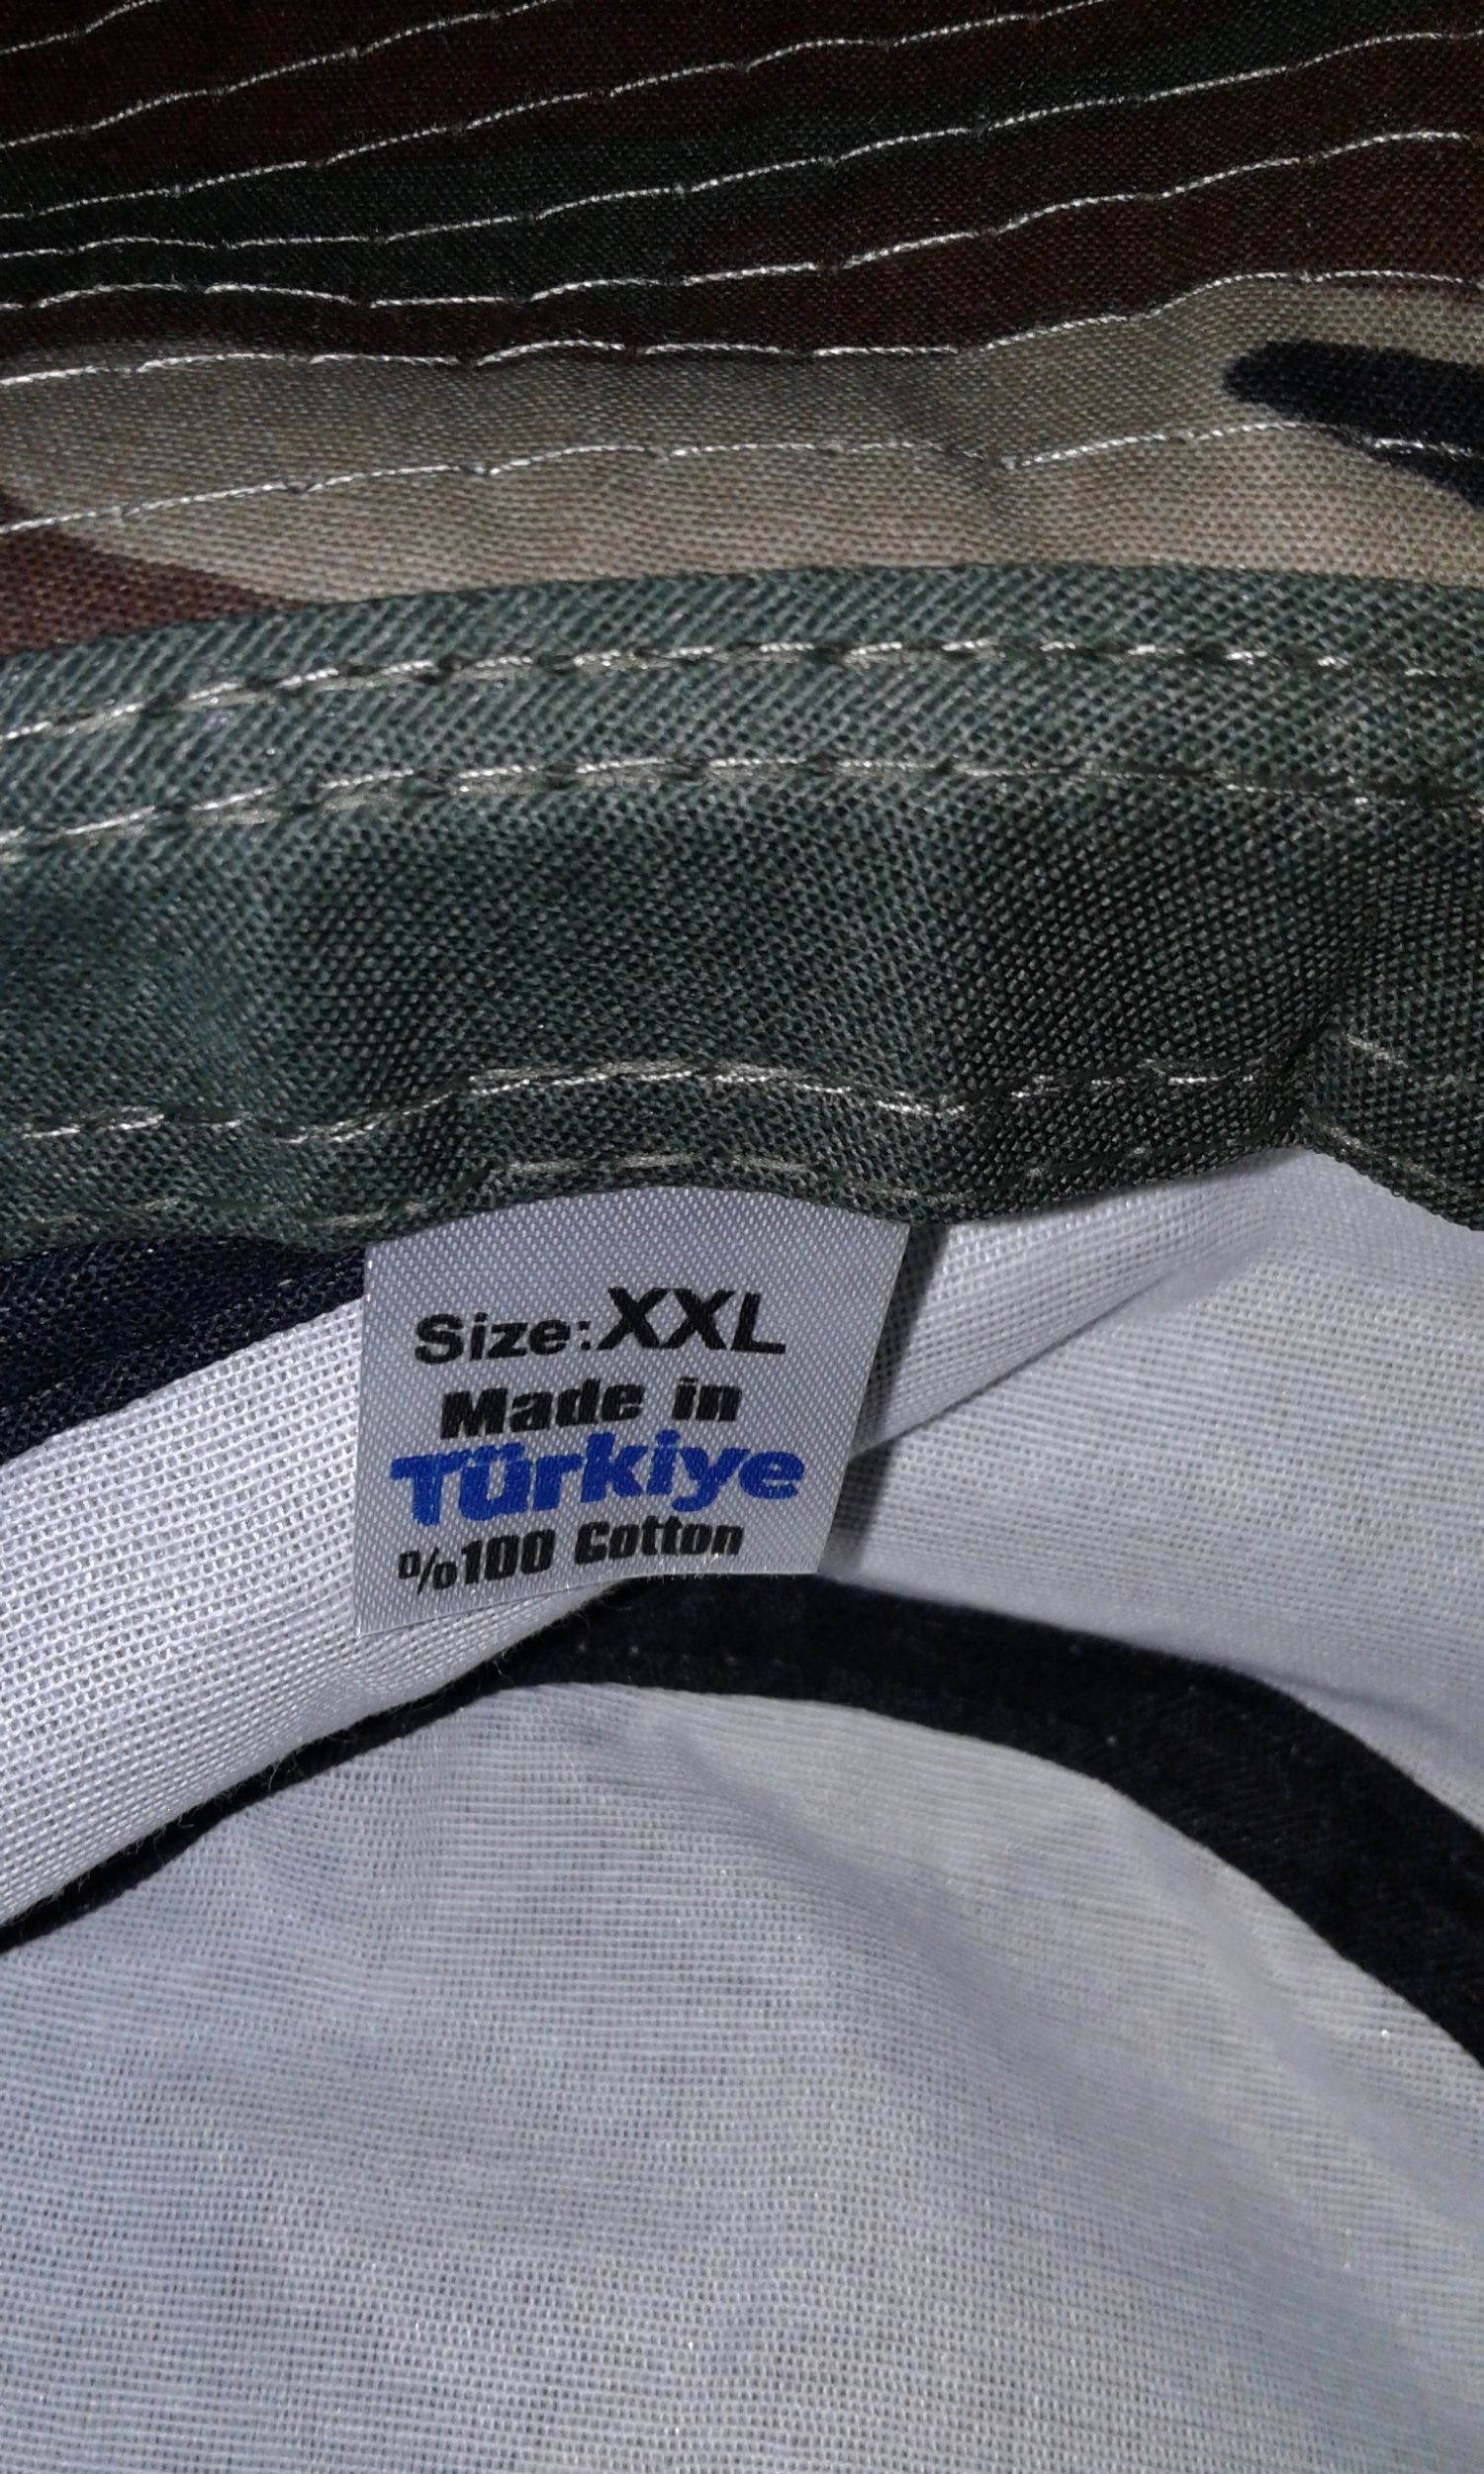 Size:XXL
Made in
Türkiye
%100 Cotton